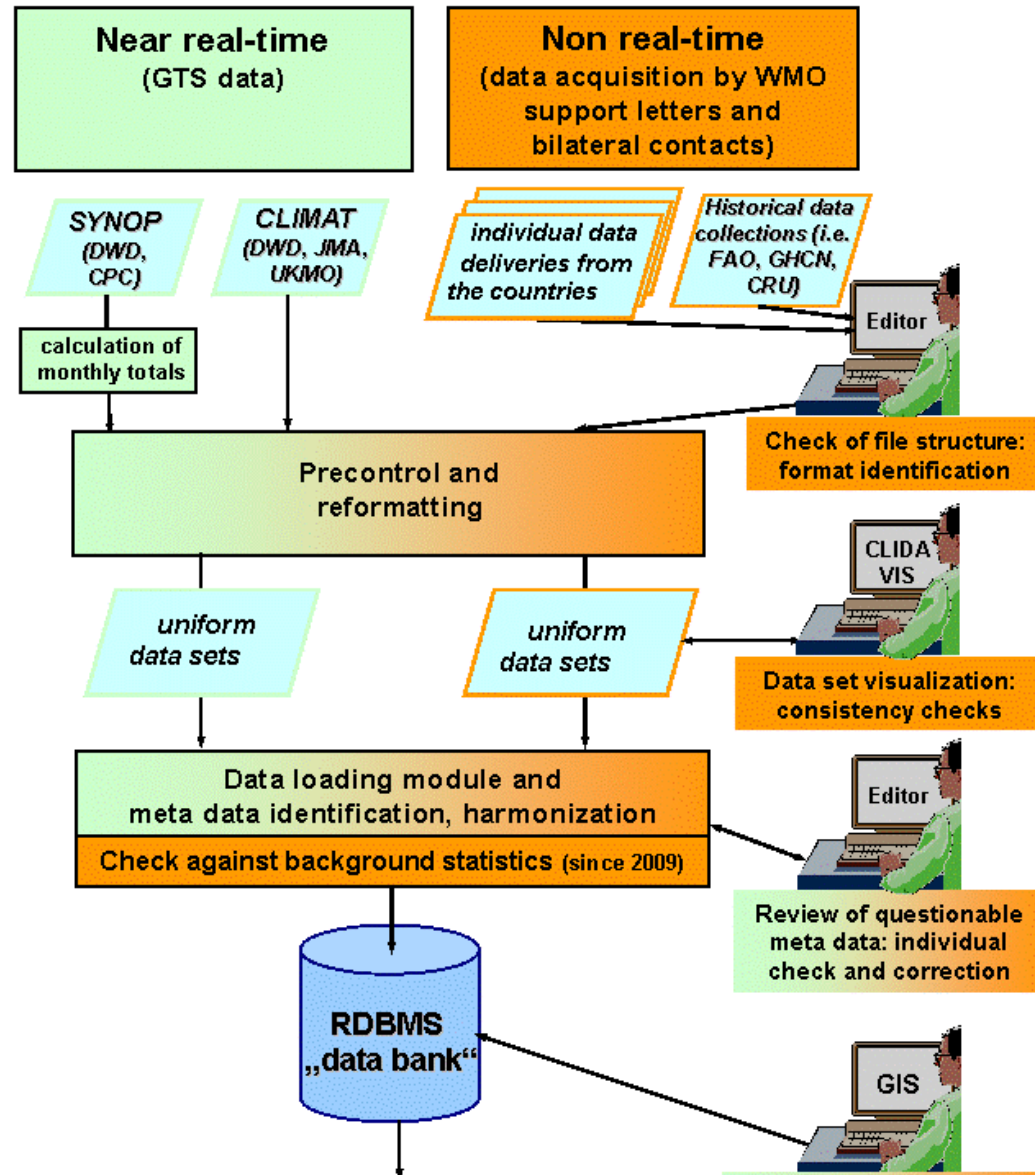 Near real-time
(GTS data)
Non real-time
(data acquisition by WMO
support letters and
bilateral contacts)
SYNOP
(DWD,
CPC)
CLIMAT
(DWD, JMA,
UKMO)
individual data
deliveries from
the countries
Historical data
collections (i.e.
FAO, GHCN,
CRU)
Editor
calculation of
monthly totals
Check of file structure:
format identification
Precontrol and
reformatting
CLIDA
VIS
uniform
data sets
uniform
data sets
Data set visualization:
consistency checks
Data loading module and
meta data identification, harmonization
Check against background statistics (since 2009)
Editor
Review of questionable
meta data: individual
check and correction
RDBMS
„data bank“
GIS